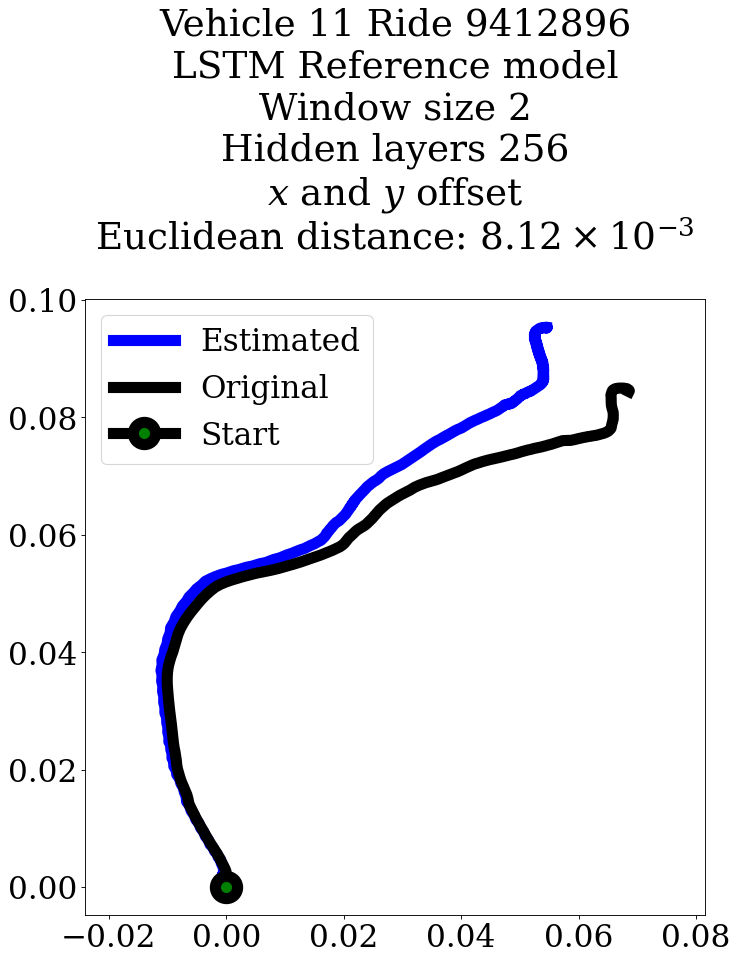 Vehicle 11 Ride 9412896
LSTM Reference model
Window size 2
Hidden layers 256
x and y offset
Euclidean distance: 8.12 × 10⁻³
0.10
0.08
0.06
0.04
0.02
0.00
Estimated
Original
Start
−0.02 0.00 0.02 0.04 0.06 0.08